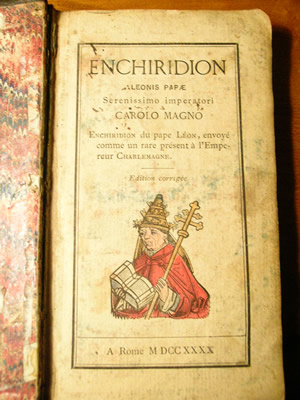 ENCHIRIDION
LEONIS PAPÆ
Serenissimo imperatori
CAROLO MAGNO
ENCHIRIDION du pape LÉON, envoyé
comme un rare présent à l'Empe-
reur CHARLEMAGNE.
Edition corrigée
A Rome M DCCXXXX